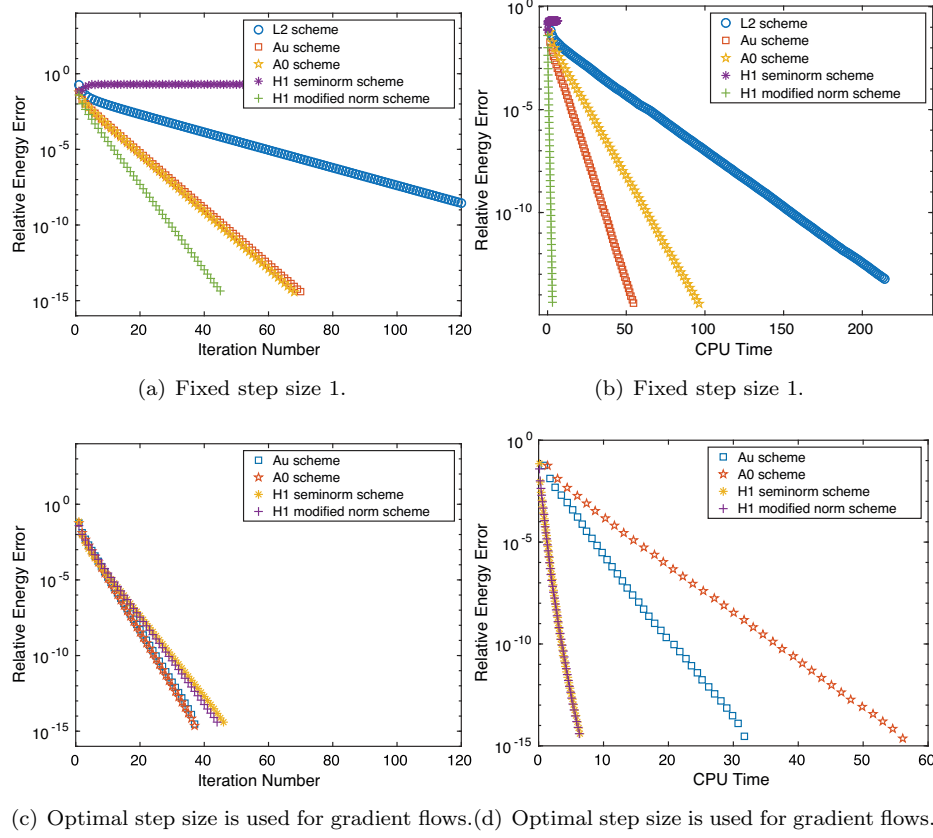 L2 scheme
Au scheme
A0 scheme
H1 seminorm scheme
H1 modified norm scheme
Relative Energy Error
10^0
10^-5
10^-10
10^-15
0 20 40 60 80 100 120
Iteration Number
(a) Fixed step size 1.
L2 scheme
Au scheme
A0 scheme
H1 seminorm scheme
H1 modified norm scheme
Relative Energy Error
10^0
10^-5
10^-10
0 50 100 150 200
CPU Time
(b) Fixed step size 1.
Au scheme
A0 scheme
H1 seminorm scheme
H1 modified norm scheme
Relative Energy Error
10^0
10^-5
10^-10
10^-15
0 20 40 60 80 100 120
Iteration Number
(c) Optimal step size is used for gradient flows.
Au scheme
A0 scheme
H1 seminorm scheme
H1 modified norm scheme
Relative Energy Error
10^0
10^-5
10^-10
10^-15
0 10 20 30 40 50 60
CPU Time
(d) Optimal step size is used for gradient flows.